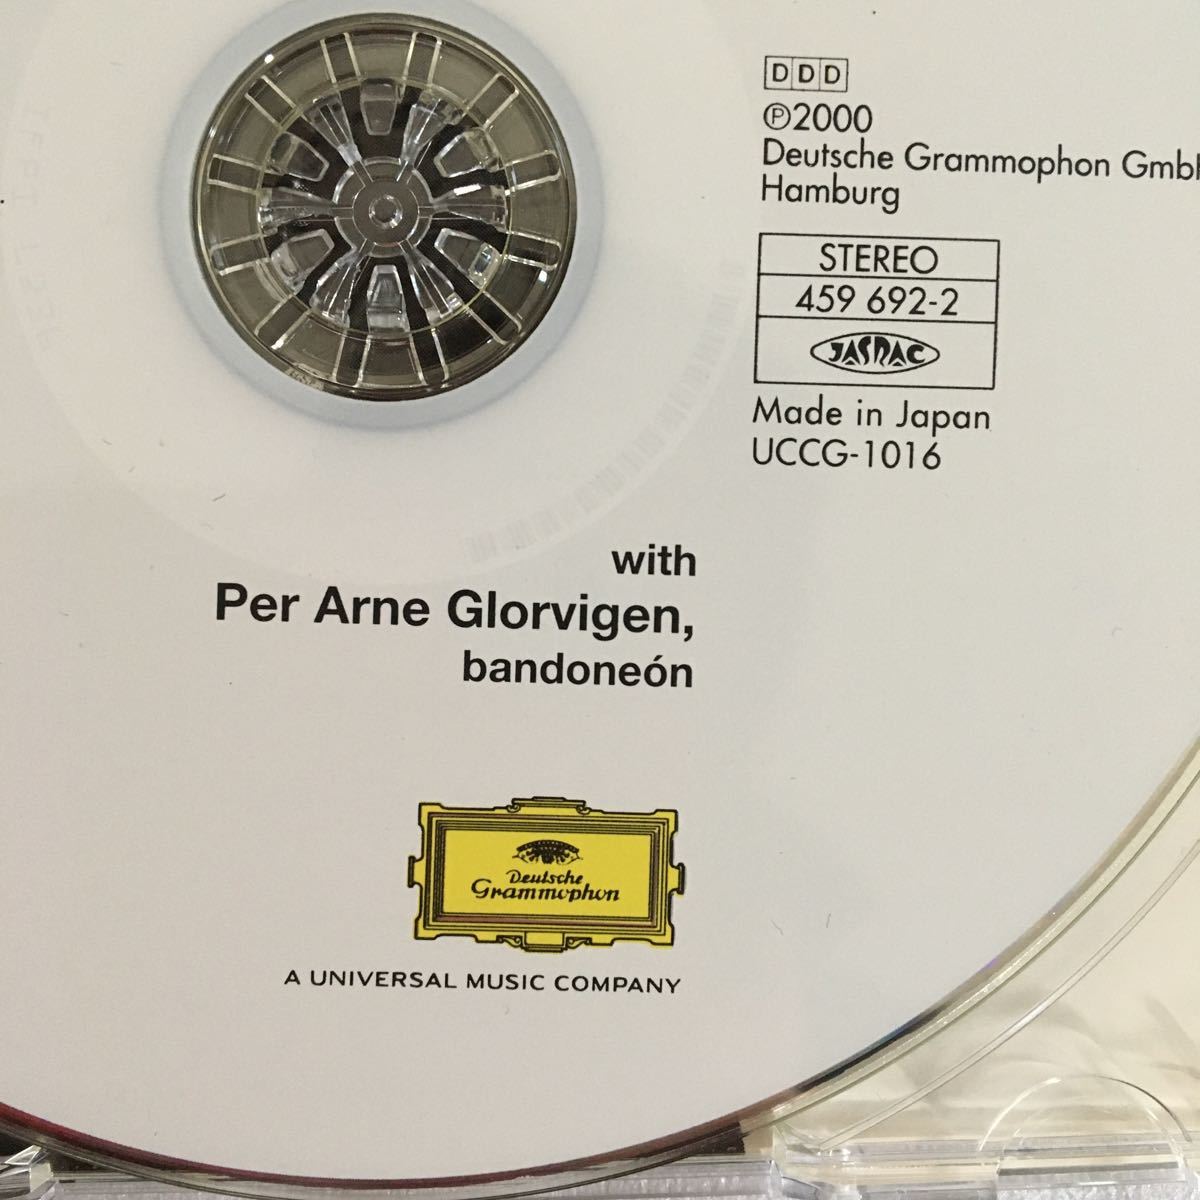 DDD
℗2000
Deutsche Grammophon Gmb
Hamburg
STEREO
459 692-2
JASRAC
Made in Japan
UCCG-1016
with
Per Arne Glorvigen,
bandoneón
Deutsche
Grammophon
A UNIVERSAL MUSIC COMPANY